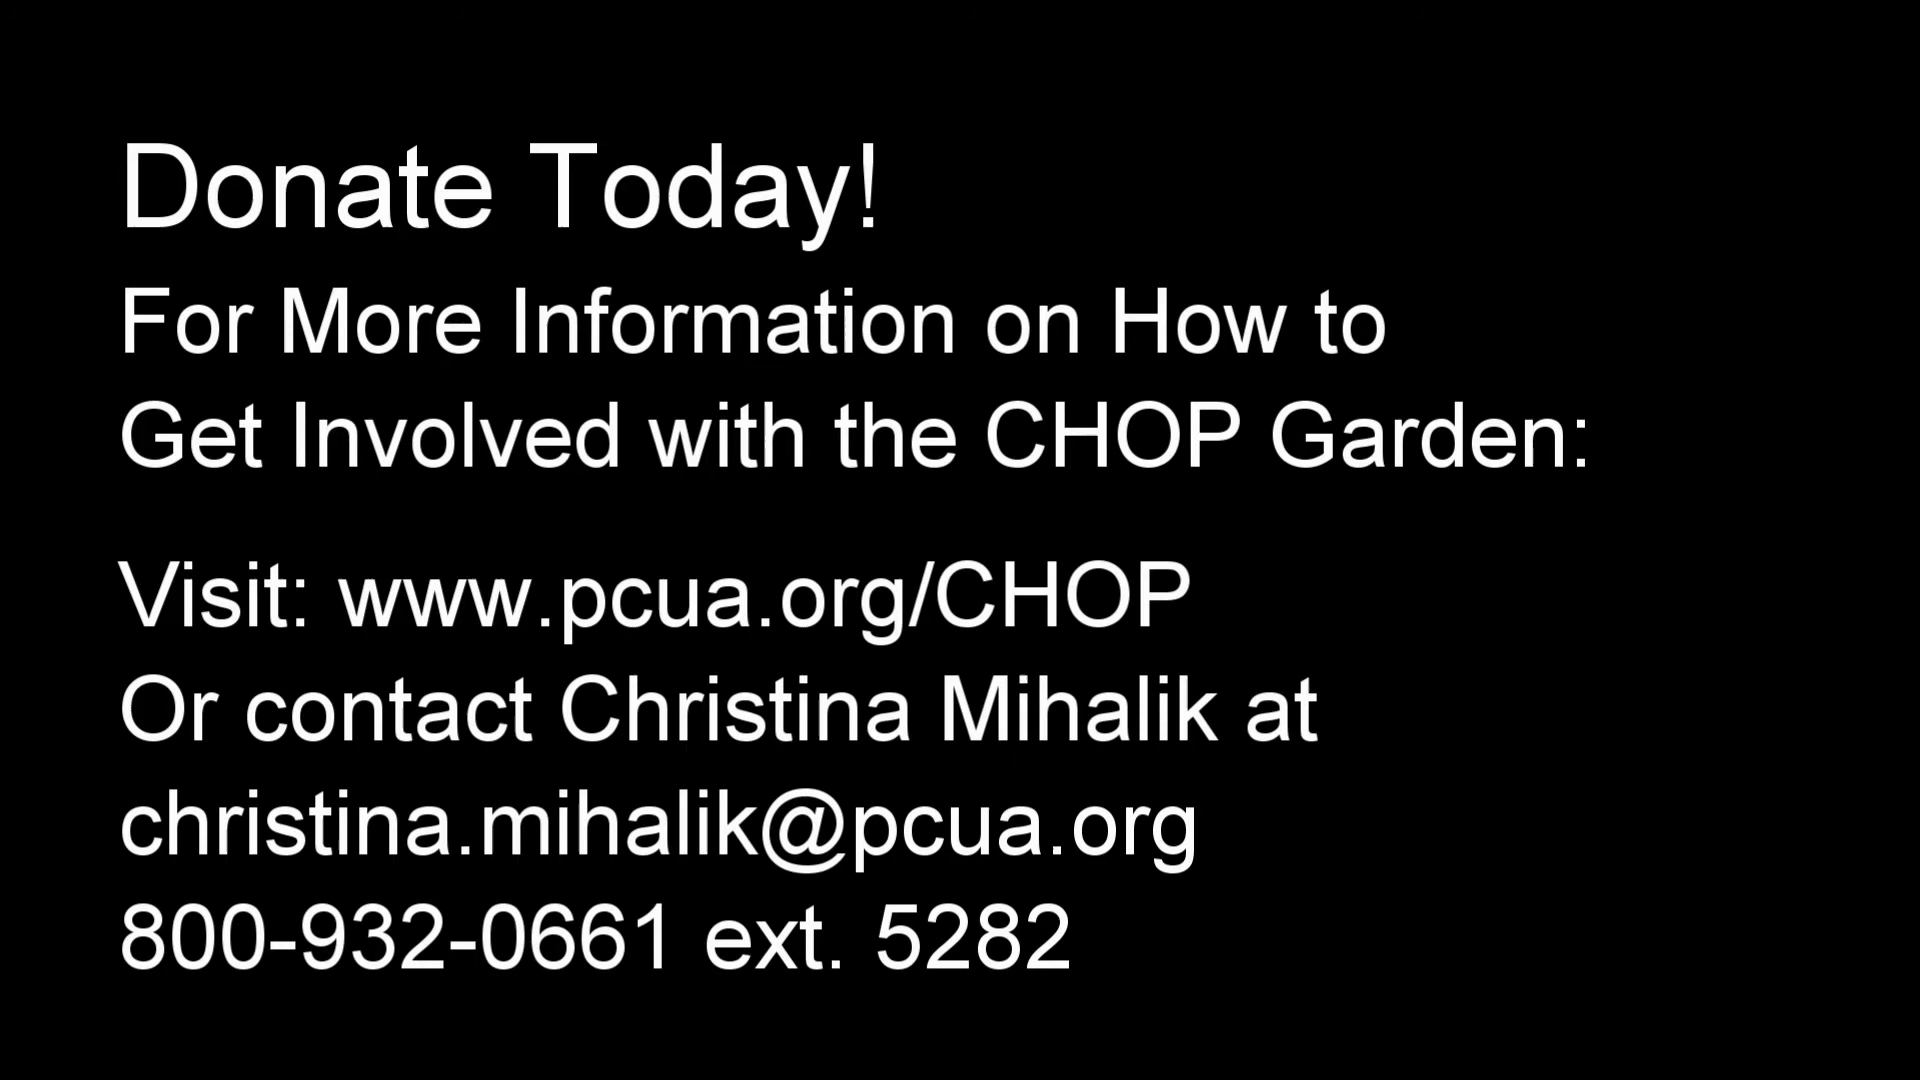 Donate Today!
For More Information on How to
Get Involved with the CHOP Garden:
Visit: www.pcua.org/CHOP
Or contact Christina Mihalik at
christina.mihalik@pcua.org
800-932-0661 ext. 5282